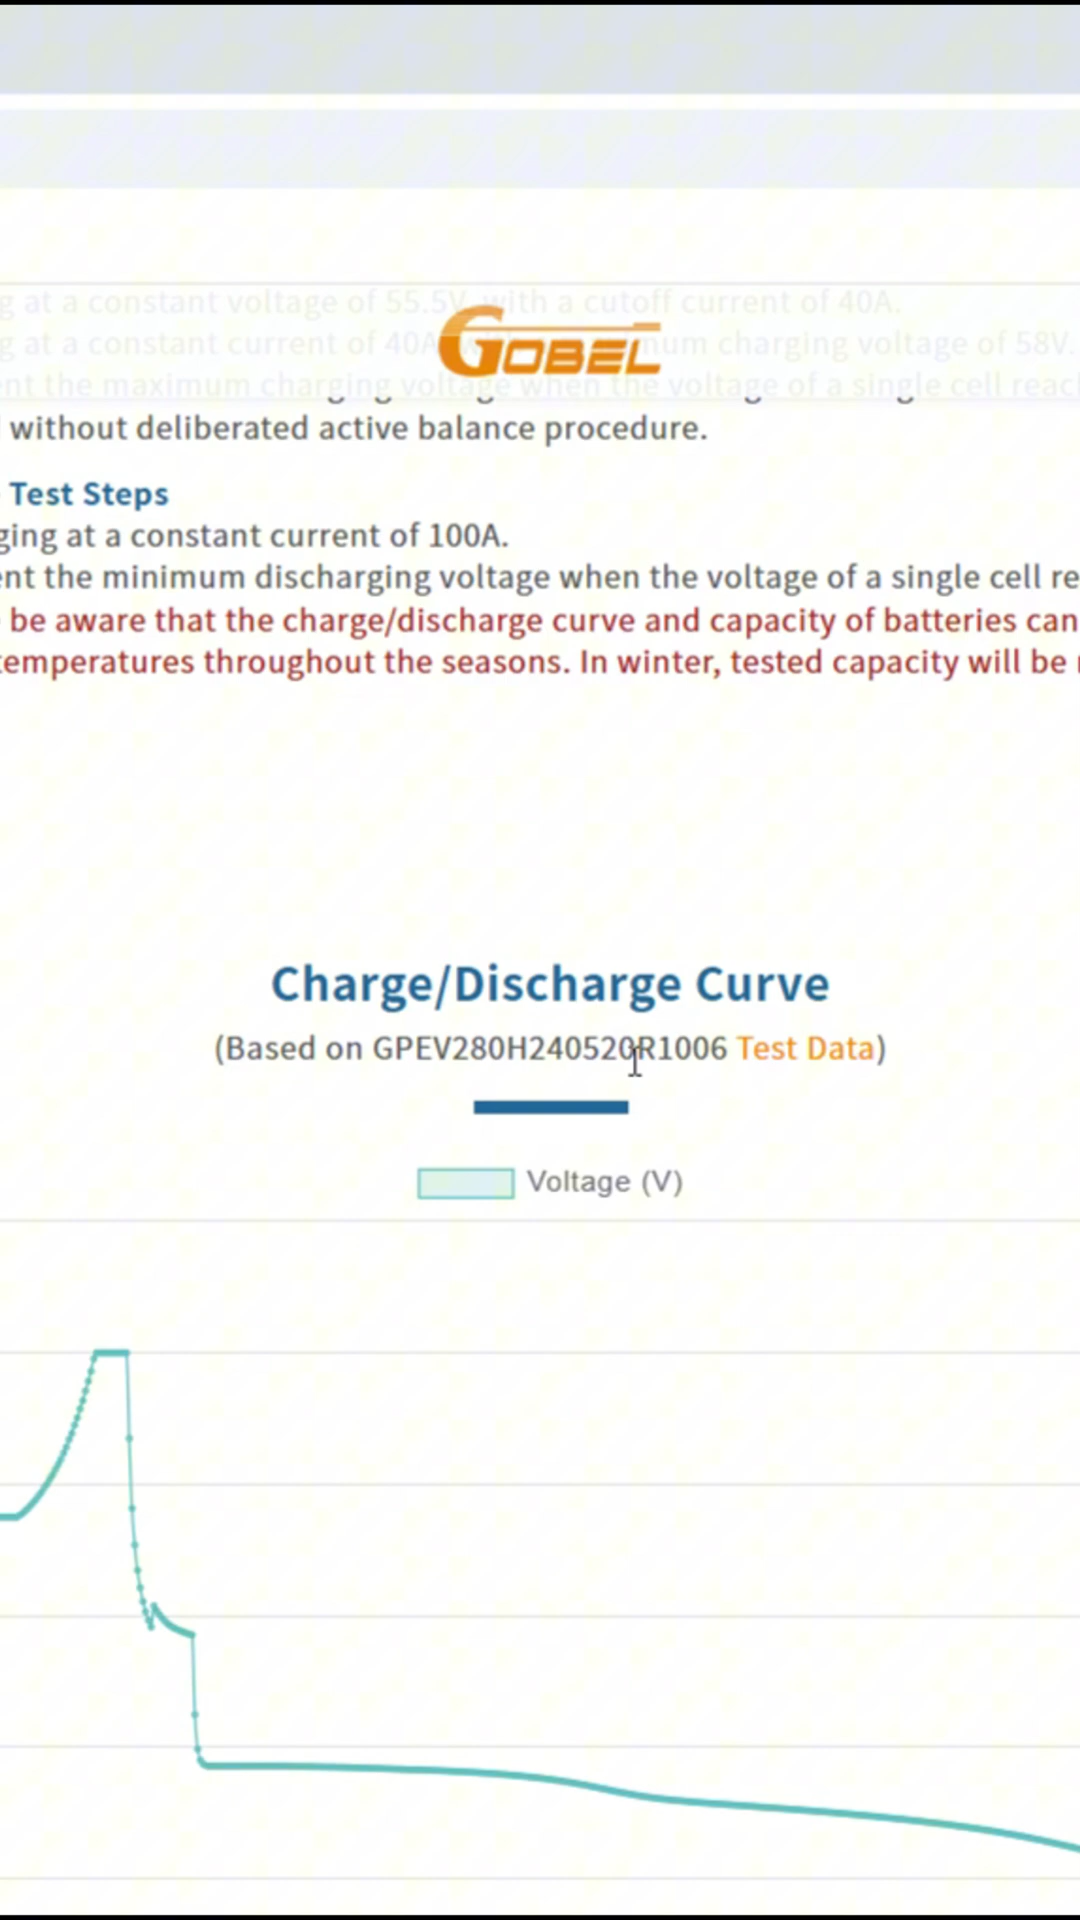 g at a constant voltage of 55.5V, with a cutoff current of 40A.
g at a constant current of 40A, num charging voltage of 58V.
ent the maximum charging voltage when the voltage of a single cell reac
GOBEL
without deliberated active balance procedure.
Test Steps
ging at a constant current of 100A.
ent the minimum discharging voltage when the voltage of a single cell re
be aware that the charge/discharge curve and capacity of batteries can
temperatures throughout the seasons. In winter, tested capacity will be
Charge/Discharge Curve
(Based on GPEV280H240520R1006 Test Data)
Voltage (V)